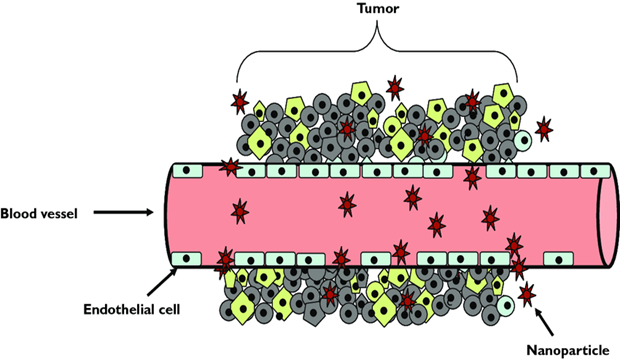 Tumor
Blood vessel
Endothelial cell
Nanoparticle